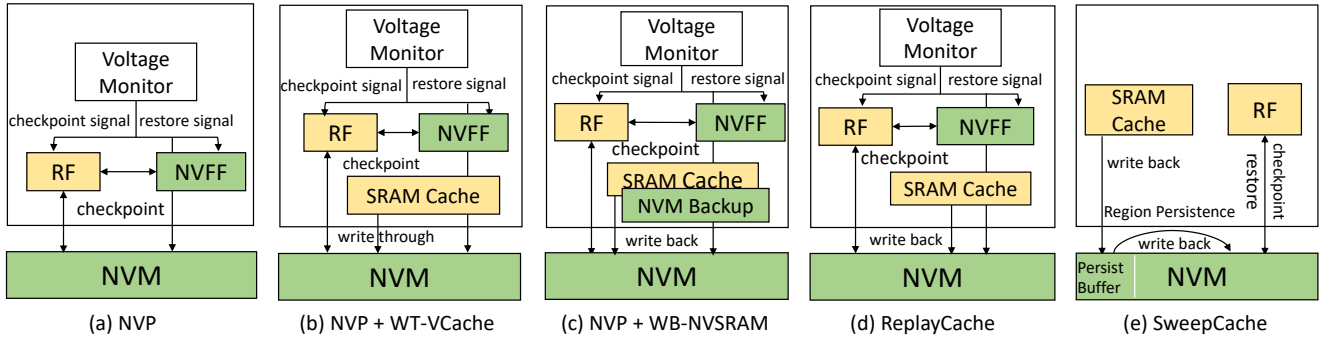 Voltage
Monitor
checkpoint signal
restore signal
RF
NVFF
checkpoint
NVM
(a) NVP
Voltage
Monitor
checkpoint signal
restore signal
RF
NVFF
checkpoint
SRAM Cache
write through
NVM
(b) NVP + WT-VCache
Voltage
Monitor
checkpoint signal
restore signal
RF
NVFF
checkpoint
SRAM Cache
NVM Backup
write back
NVM
(c) NVP + WB-NVSRAM
Voltage
Monitor
checkpoint signal
restore signal
RF
NVFF
checkpoint
SRAM Cache
write back
NVM
(d) ReplayCache
SRAM
Cache
RF
write back
checkpoint
restore
Region Persistence
write back
Persist
Buffer
NVM
(e) SweepCache